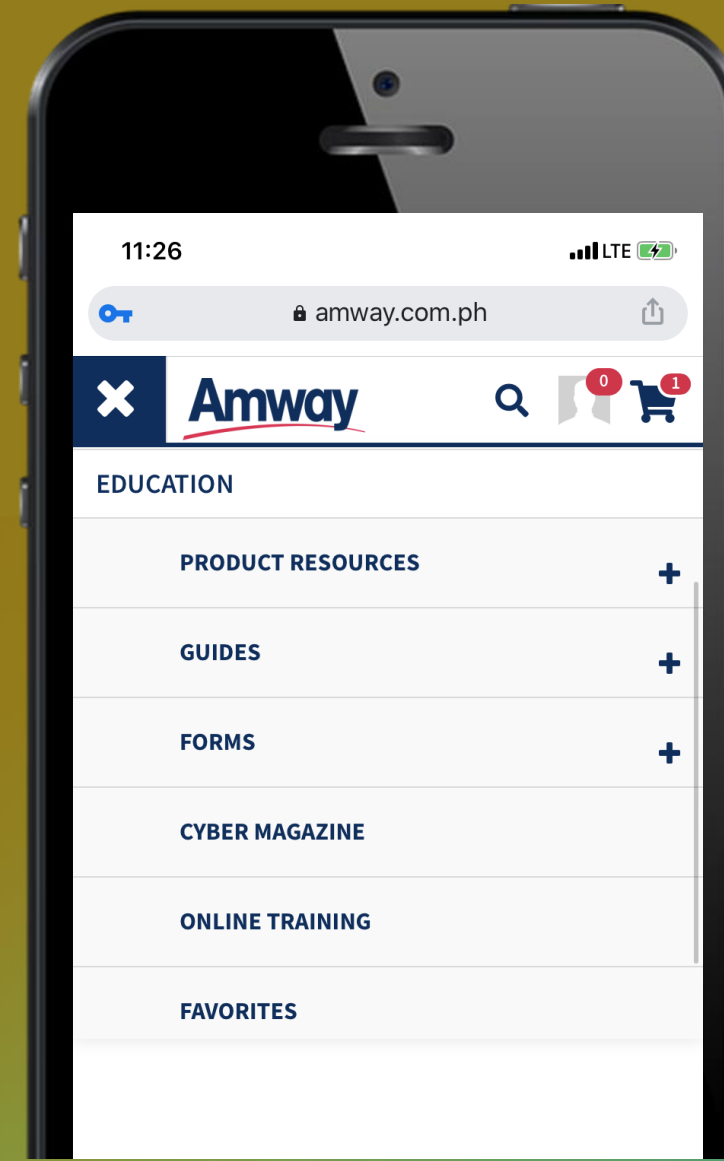 11:26 LTE
amway.com.ph
Amway 0 1
EDUCATION
PRODUCT RESOURCES
GUIDES
FORMS
CYBER MAGAZINE
ONLINE TRAINING
FAVORITES